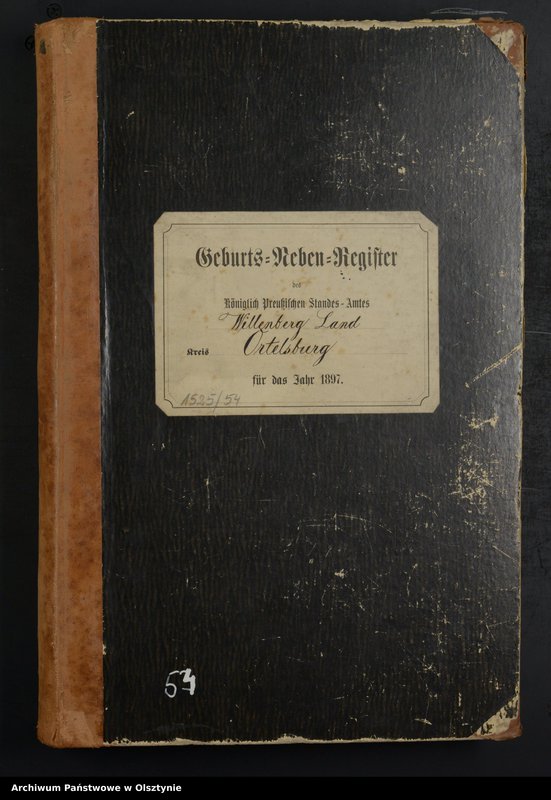 Geburts-Neben-Register
des
Königlich Preußischen Standes-Amtes
Willenberg Land
Kreis Ortelsburg
für das Jahr 1897.
1525/54
Archiwum Państwowe w Olsztynie